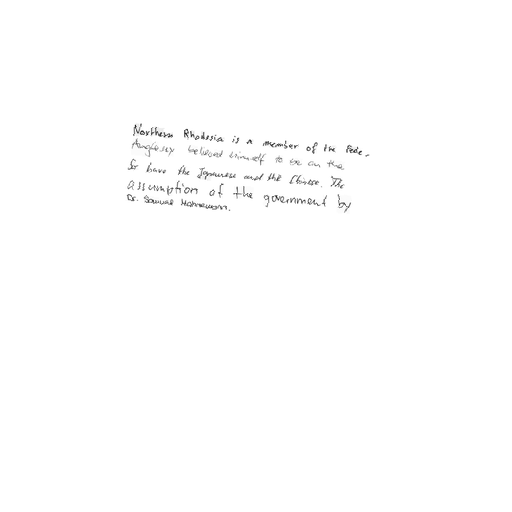 Northern Rhodesia is a member of the Fede-
Anglesey believed himself to be on the
So have the Japanese and the Chinese. The
assumption of the government by
Dr. Samuel Hahnemann.